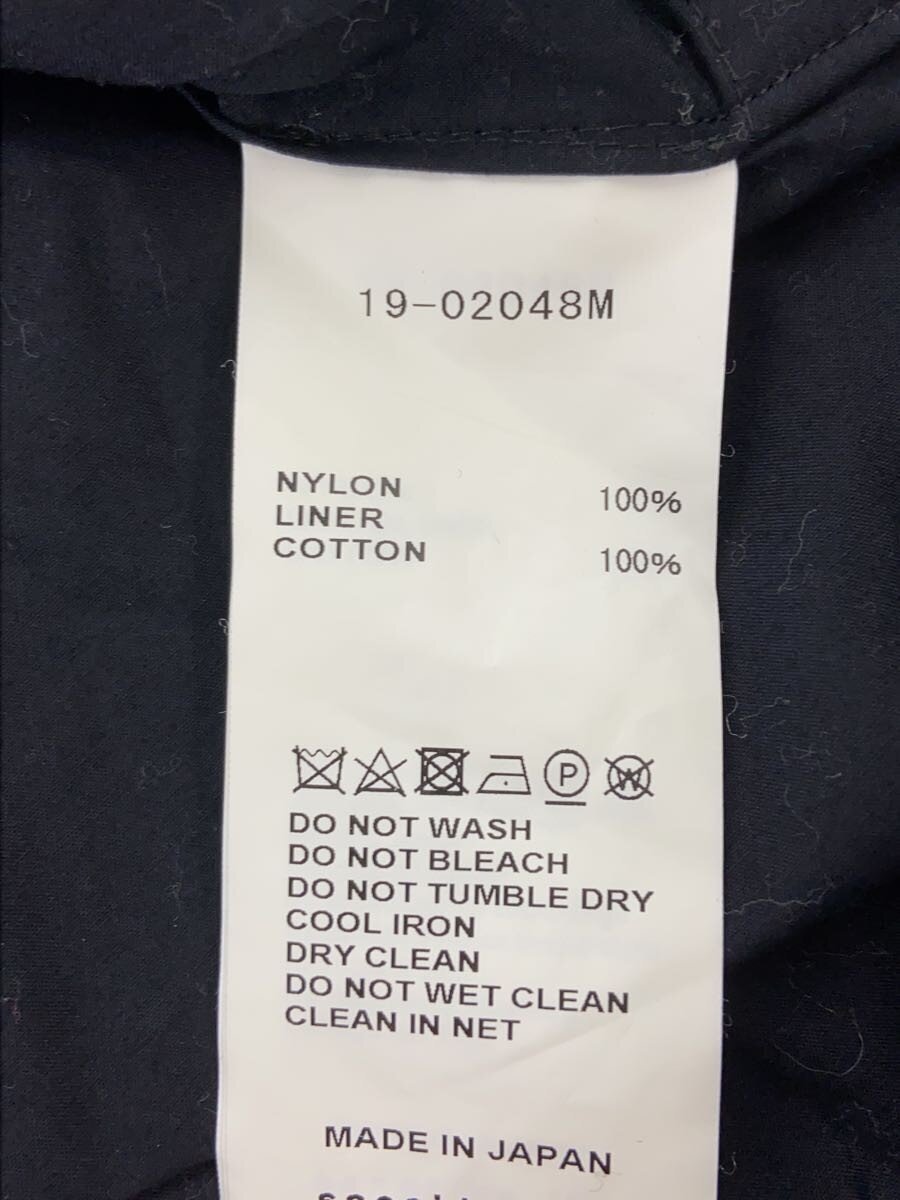 19-02048M
NYLON 100%
LINER
COTTON 100%
P W
DO NOT WASH
DO NOT BLEACH
DO NOT TUMBLE DRY
COOL IRON
DRY CLEAN
DO NOT WET CLEAN
CLEAN IN NET
MADE IN JAPAN